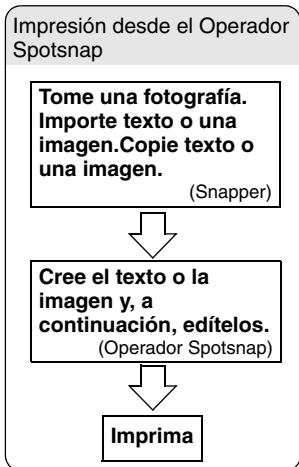 Impresión desde el Operador
Spotsnap
Tome una fotografía.
Importe texto o una
imagen.Copie texto o
una imagen.
(Snapper)
Cree el texto o la
imagen y, a
continuación, edítelos.
(Operador Spotsnap)
Imprima